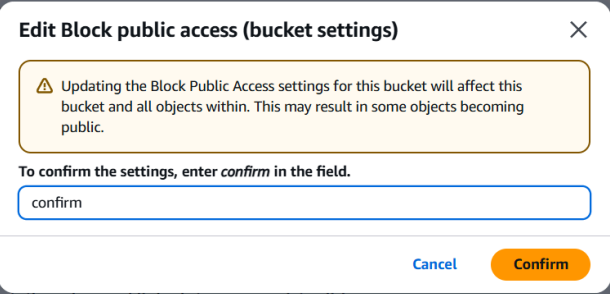 Edit Block public access (bucket settings)
Updating the Block Public Access settings for this bucket will affect this
bucket and all objects within. This may result in some objects becoming
public.
To confirm the settings, enter confirm in the field.
confirm
Cancel
Confirm